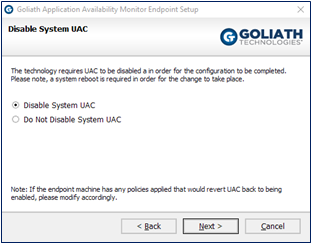 Goliath Application Availability Monitor Endpoint Setup
Disable System UAC
GOLIATH
TECHNOLOGIES
The technology requires UAC to be disabled a in order for the configuration to be completed.
Please note, a system reboot is required in order for the change to take place.
Disable System UAC
Do Not Disable System UAC
Note: If the endpoint machine has any policies applied that would revert UAC back to being
enabled, please modify accordingly.
< Back Next > Cancel